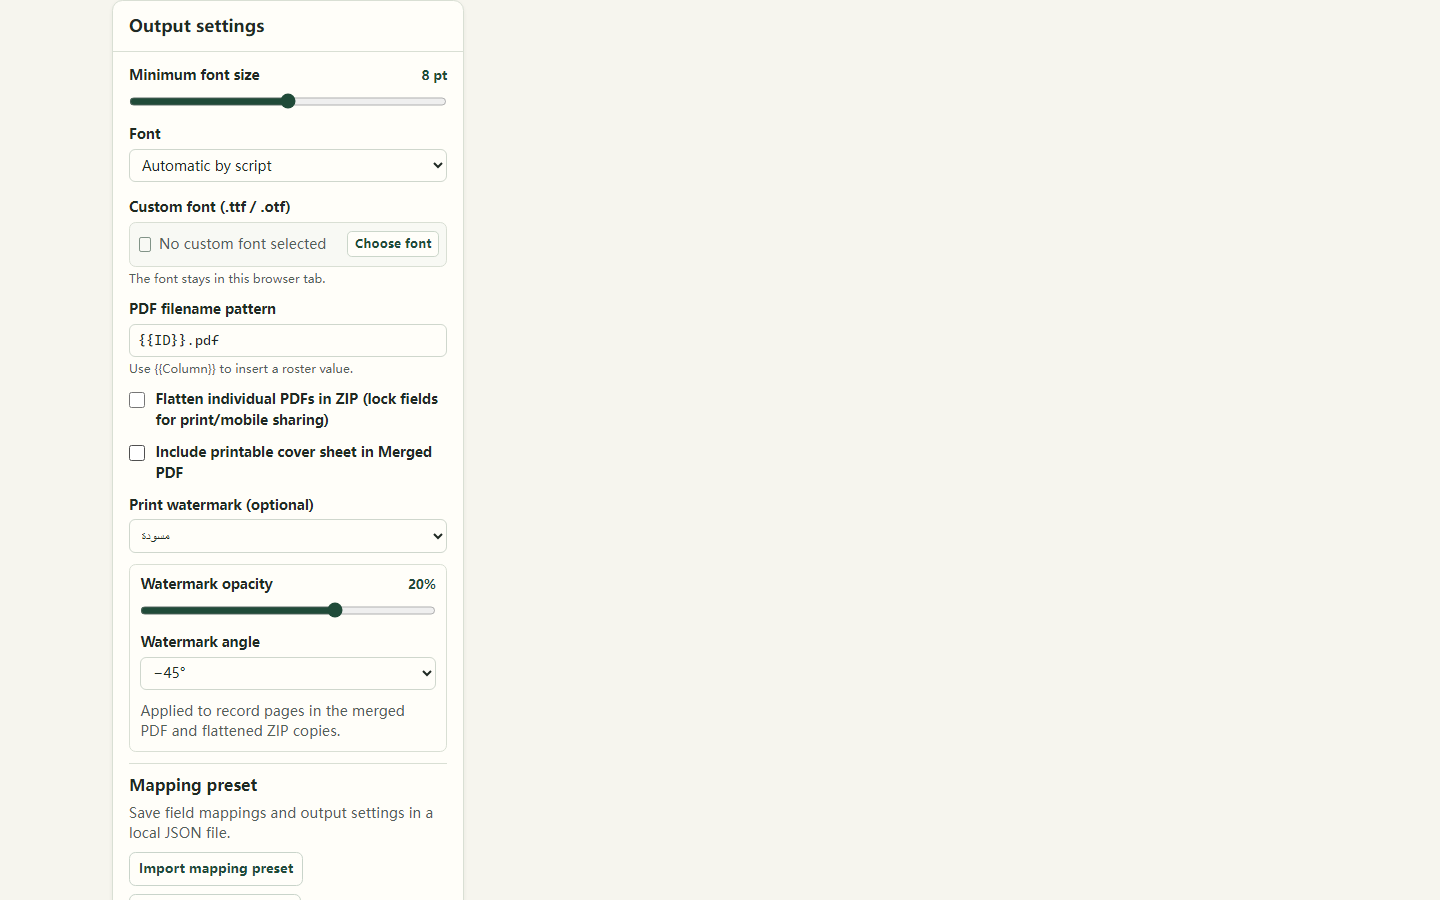 Output settings
Minimum font size
8 pt
Font
Automatic by script
Custom font (.ttf / .otf)
No custom font selected
Choose font
The font stays in this browser tab.
PDF filename pattern
{{ID}}.pdf
Use {{Column}} to insert a roster value.
Flatten individual PDFs in ZIP (lock fields
for print/mobile sharing)
Include printable cover sheet in Merged
PDF
Print watermark (optional)
مسودة
Watermark opacity
20%
Watermark angle
−45°
Applied to record pages in the merged
PDF and flattened ZIP copies.
Mapping preset
Save field mappings and output settings in a
local JSON file.
Import mapping preset